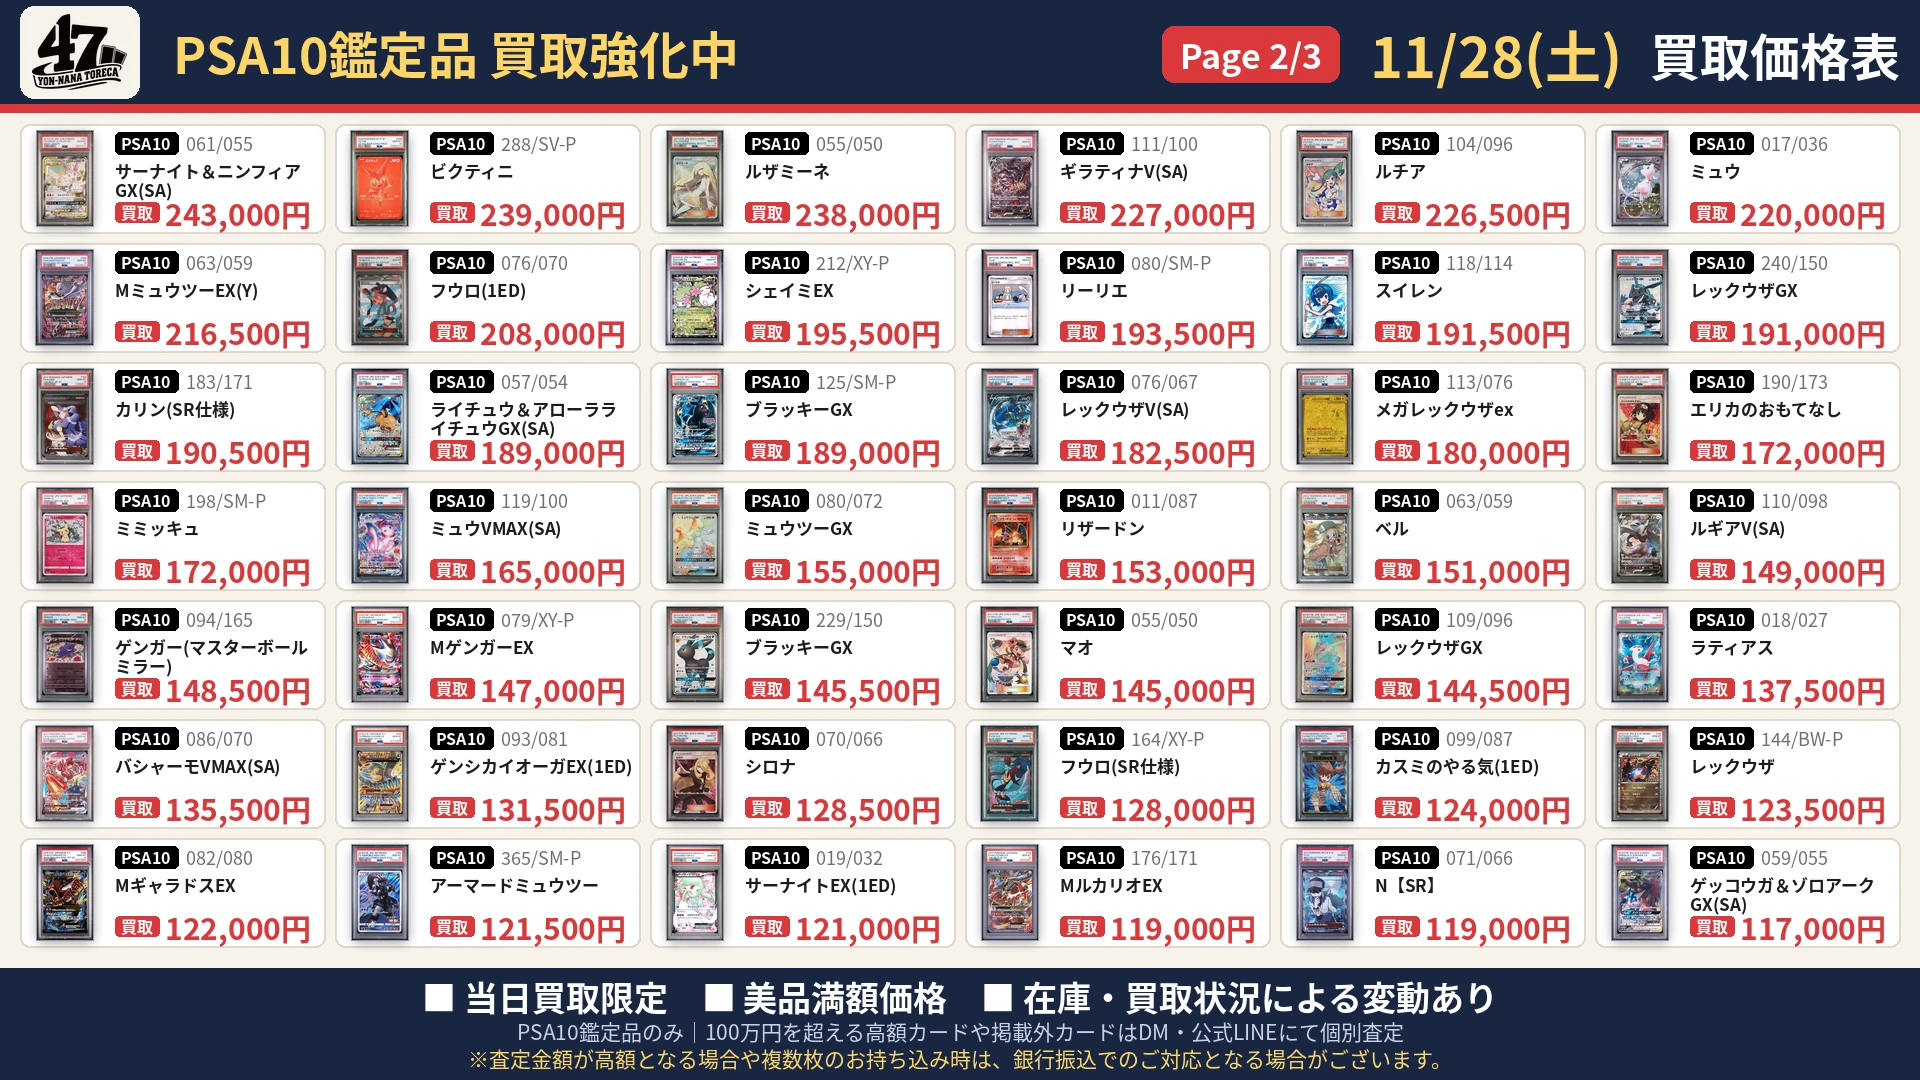 47
YON-NANA TORECA
PSA10鑑定品 買取強化中
Page 2/3
11/28(土) 買取価格表
PSA10 061/055
サーナイト＆ニンフィア
GX(SA)
買取 243,000円
PSA10 288/SV-P
ビクティニ
買取 239,000円
PSA10 055/050
ルザミーネ
買取 238,000円
PSA10 111/100
ギラティナV(SA)
買取 227,000円
PSA10 104/096
ルチア
買取 226,500円
PSA10 017/036
ミュウ
買取 220,000円
PSA10 063/059
MミュウツーEX(Y)
買取 216,500円
PSA10 076/070
フウロ(1ED)
買取 208,000円
PSA10 212/XY-P
シェイミEX
買取 195,500円
PSA10 080/SM-P
リーリエ
買取 193,500円
PSA10 118/114
スイレン
買取 191,500円
PSA10 240/150
レックウザGX
買取 191,000円
PSA10 183/171
カリン(SR仕様)
買取 190,500円
PSA10 057/054
ライチュウ＆アローララ
イチュウGX(SA)
買取 189,000円
PSA10 125/SM-P
ブラッキーGX
買取 189,000円
PSA10 076/067
レックウザV(SA)
買取 182,500円
PSA10 113/076
メガレックウザex
買取 180,000円
PSA10 190/173
エリカのおもてなし
買取 172,000円
PSA10 198/SM-P
ミミッキュ
買取 172,000円
PSA10 119/100
ミュウVMAX(SA)
買取 165,000円
PSA10 080/072
ミュウツーGX
買取 155,000円
PSA10 011/087
リザードン
買取 153,000円
PSA10 063/059
ベル
買取 151,000円
PSA10 110/098
ルギアV(SA)
買取 149,000円
PSA10 094/165
ゲンガー(マスターボール
ミラー)
買取 148,500円
PSA10 079/XY-P
MゲンガーEX
買取 147,000円
PSA10 229/150
ブラッキーGX
買取 145,500円
PSA10 055/050
マオ
買取 145,000円
PSA10 109/096
レックウザGX
買取 144,500円
PSA10 018/027
ラティアス
買取 137,500円
PSA10 086/070
バシャーモVMAX(SA)
買取 135,500円
PSA10 093/081
ゲンシカイオーガEX(1ED)
買取 131,500円
PSA10 070/066
シロナ
買取 128,500円
PSA10 164/XY-P
フウロ(SR仕様)
買取 128,000円
PSA10 099/087
カスミのやる気(1ED)
買取 124,000円
PSA10 144/BW-P
レックウザ
買取 123,500円
PSA10 082/080
MギャラドスEX
買取 122,000円
PSA10 365/SM-P
アーマードミュウツー
買取 121,500円
PSA10 019/032
サーナイトEX(1ED)
買取 121,000円
PSA10 176/171
MルカリオEX
買取 119,000円
PSA10 071/066
N【SR】
買取 119,000円
PSA10 059/055
ゲッコウガ＆ゾロアーク
GX(SA)
買取 117,000円
■ 当日買取限定 ■ 美品満額価格 ■ 在庫・買取状況による変動あり
PSA10鑑定品のみ｜100万円を超える高額カードや掲載外カードはDM・公式LINEにて個別査定
※査定金額が高額となる場合や複数枚のお持ち込み時は、銀行振込でのご対応となる場合がございます。